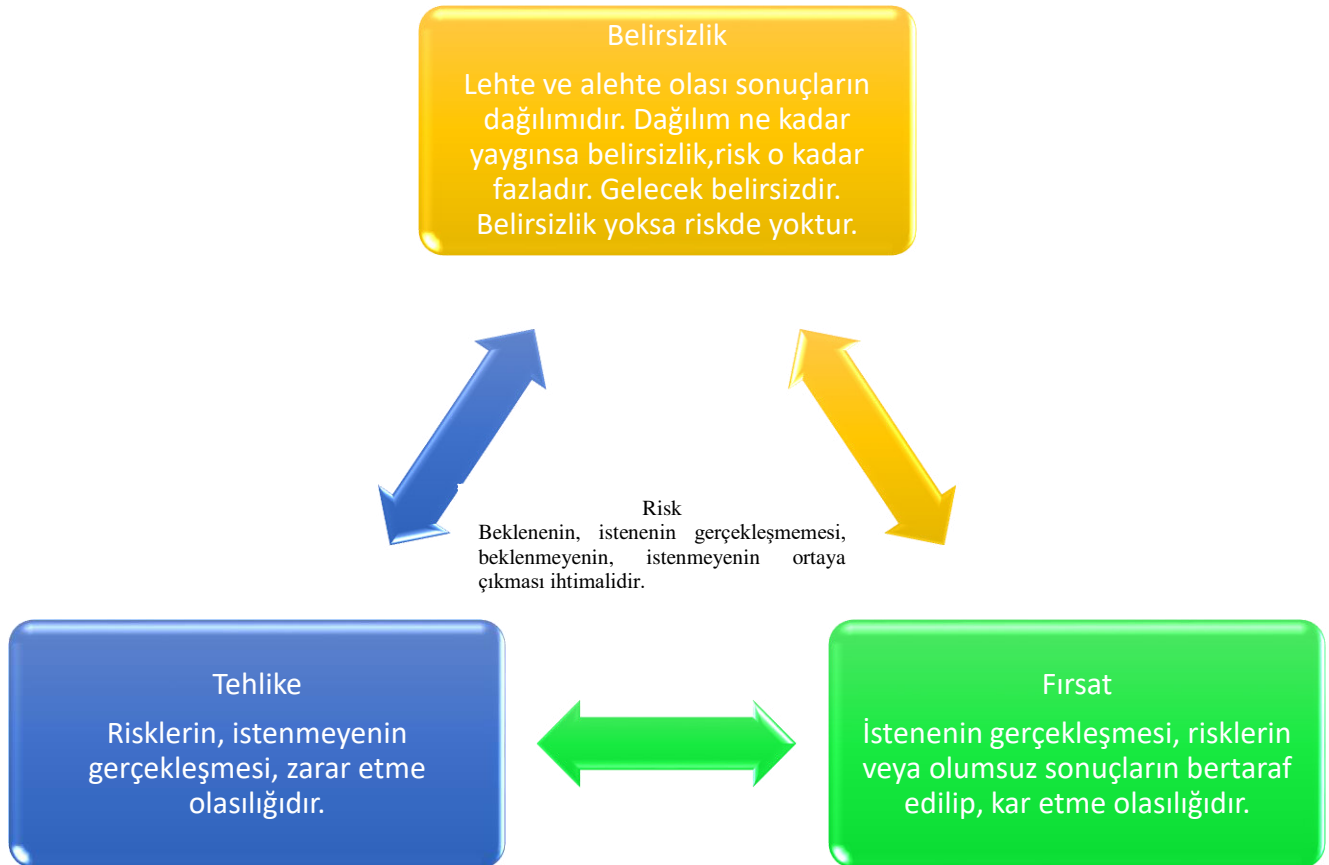 Belirsizlik
Lehte ve alehte olası sonuçların
dağılımıdır. Dağılım ne kadar
yaygınsa belirsizlik,risk o kadar
fazladır. Gelecek belirsizdir.
Belirsizlik yoksa riskde yoktur.
Risk
Beklenenin, istenenin gerçekleşmemesi,
beklenmeyenin, istenmeyenin ortaya
çıkması ihtimalidir.
Tehlike
Risklerin, istenmeyenin
gerçekleşmesi, zarar etme
olasılığıdır.
Fırsat
İstenenin gerçekleşmesi, risklerin
veya olumsuz sonuçların bertaraf
edilip, kar etme olasılığıdır.